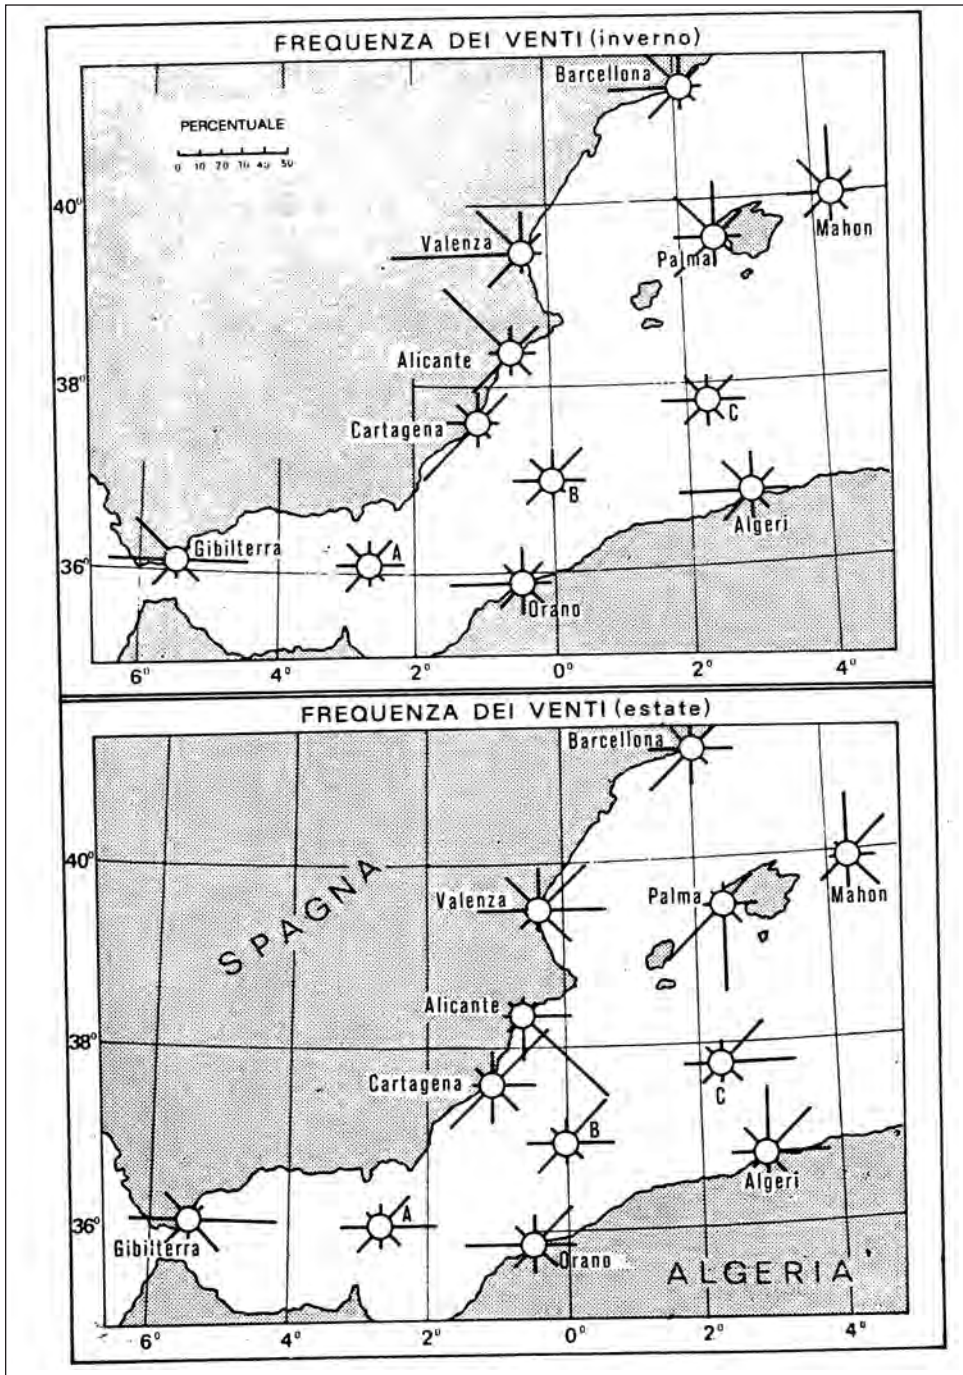 FREQUENZA DEI VENTI (inverno)
Barcellona
PERCENTUALE
0 10 20 30 40 50
40°
Valenza
Palma
Mahon
Alicante
38°
Cartagena
C
B
Algeri
Gibilterra
A
36°
Orano
6° 4° 2° 0° 2° 4°
FREQUENZA DEI VENTI (estate)
Barcellona
40°
SPAGNA
Valenza
Palma
Mahon
Alicante
38°
Cartagena
C
B
Algeri
36°
A
Gibilterra
Orano
ALGERIA
6° 4° 2° 0° 2° 4°